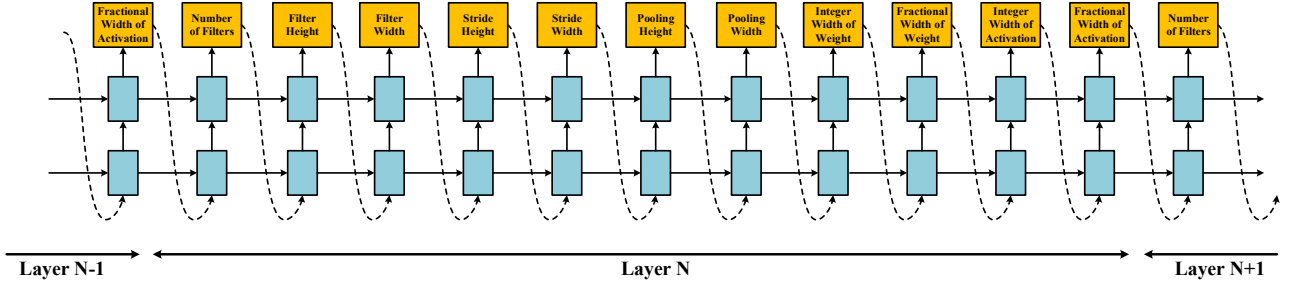 Fractional
Width of
Activation
Number
of Filters
Filter
Height
Filter
Width
Stride
Height
Stride
Width
Pooling
Height
Pooling
Width
Integer
Width of
Weight
Fractional
Width of
Weight
Integer
Width of
Activation
Fractional
Width of
Activation
Number
of Filters
Layer N-1
Layer N
Layer N+1